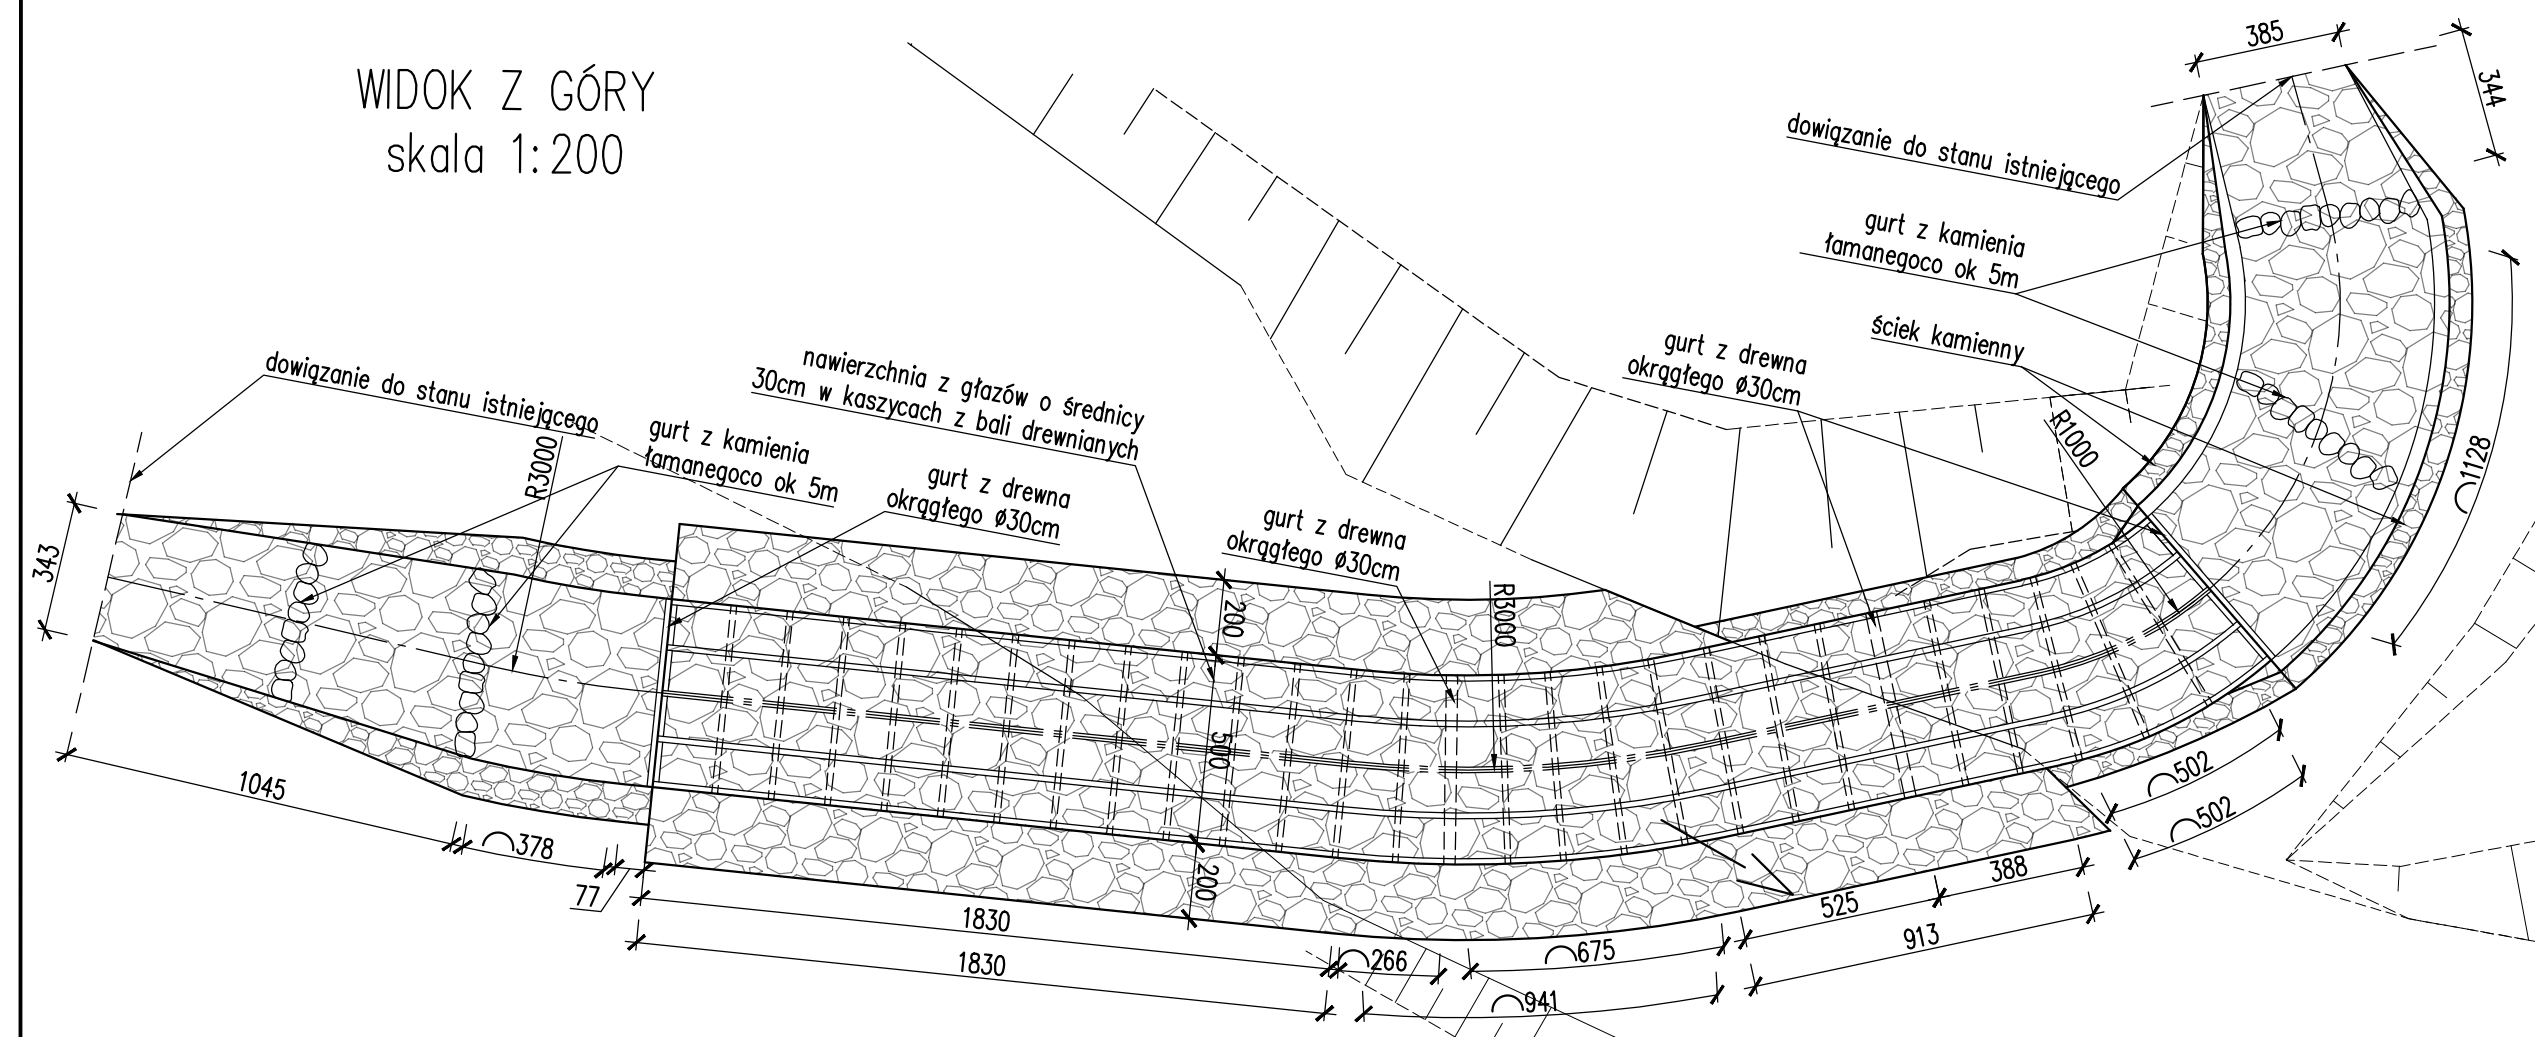 WIDOK Z GÓRY
skala 1:200
385
344
dowiązanie do stanu istniejącego
gurt z kamienia
łamanegoco ok 5m
ściek kamienny
gurt z drewna
okrągłego ø30cm
R1000
1128
dowiązanie do stanu istniejącego
nawierzchnia z głazów o średnicy
30cm w kaszycach z bali drewnianych
gurt z kamienia
łamanegoco ok 5m
R3000
gurt z drewna
okrągłego ø30cm
gurt z drewna
okrągłego ø30cm
R3000
343
200
500
200
1045
378
77
1830
1830
266
675
941
525
388
913
502
502